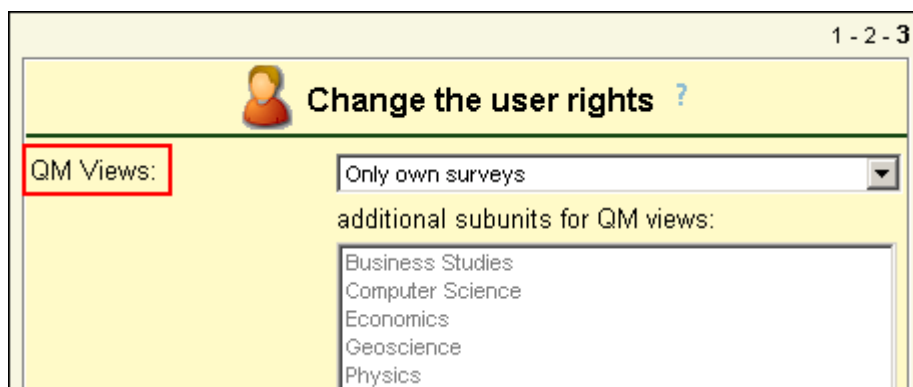 1 - 2 - 3
Change the user rights ?
QM Views:
Only own surveys
additional subunits for QM views:
Business Studies
Computer Science
Economics
Geoscience
Physics